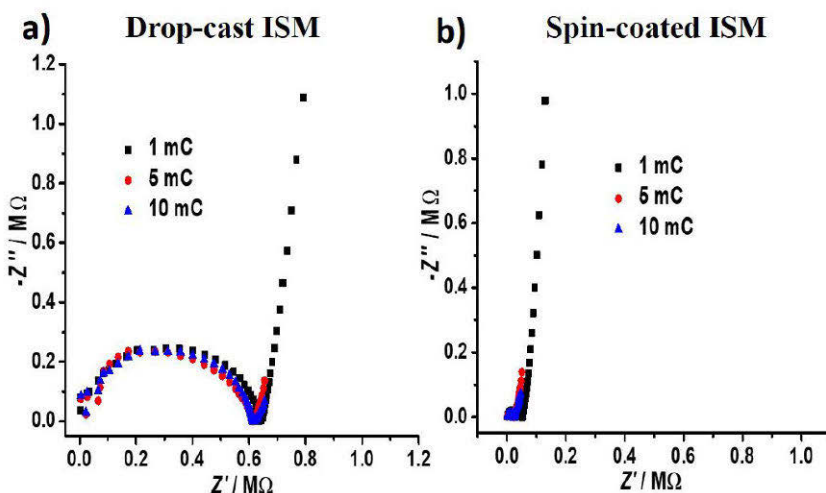 a) Drop-cast ISM
1.2
1.0
0.8
0.6
0.4
0.2
0.0
-Z'' / MΩ
1 mC
5 mC
10 mC
0.0 0.2 0.4 0.6 0.8 1.0 1.2
Z' / MΩ
b) Spin-coated ISM
1.0
0.8
0.6
0.4
0.2
0.0
-Z'' / MΩ
1 mC
5 mC
10 mC
0.0 0.2 0.4 0.6 0.8 1.0
Z' / MΩ